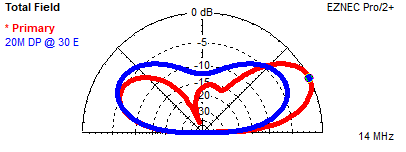 Total Field
EZNEC Pro/2+
* Primary
20M DP @ 30 E
0 dB
-5
-10
-15
-20
-30
14 MHz